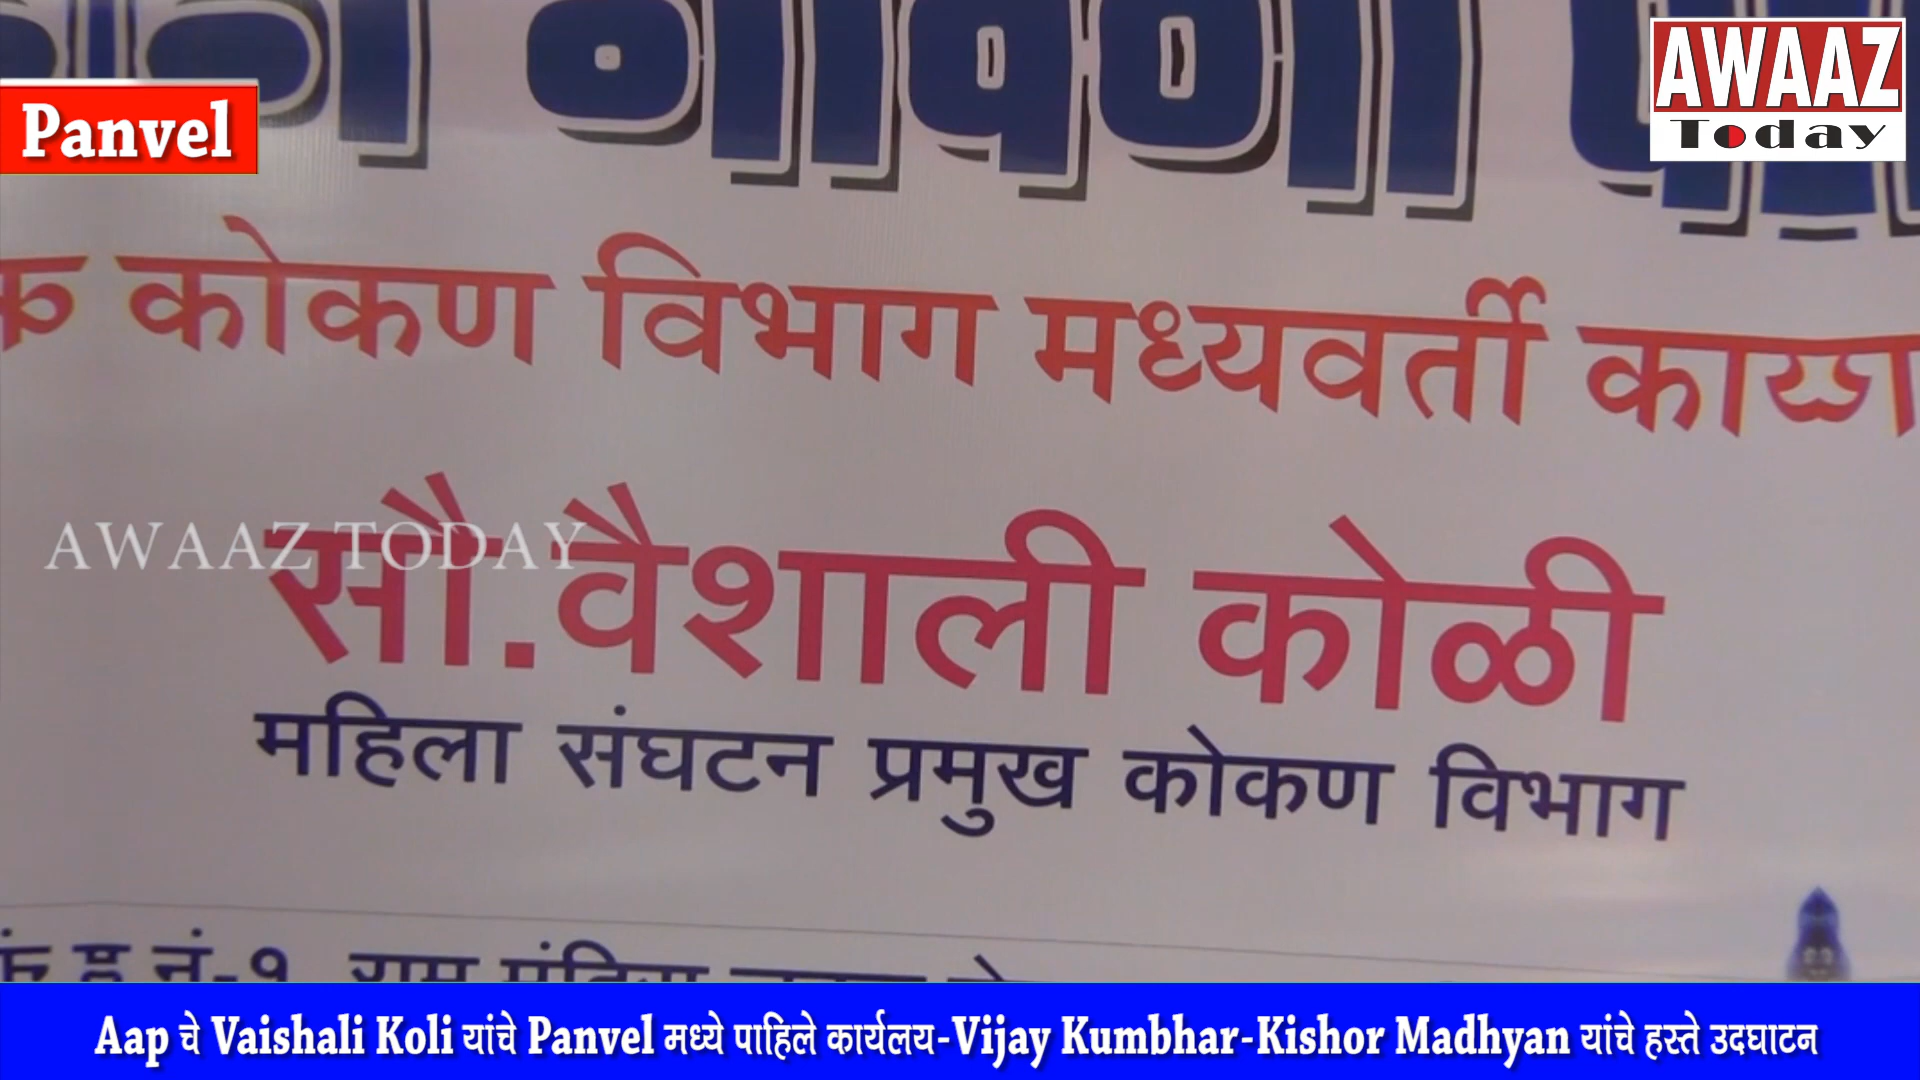 AWAAZ
Today
Panvel
कोकण विभाग मध्यवर्ती
AWAAZ TODAY
सौ.वैशाली कोळी
महिला संघटन प्रमुख कोकण विभाग
नं-१, राम मंदिर
Aap चे Vaishali Koli यांचे Panvel मध्ये पाहिले कार्यलय-Vijay Kumbhar-Kishor Madhyan यांचे हस्ते उदघाटन